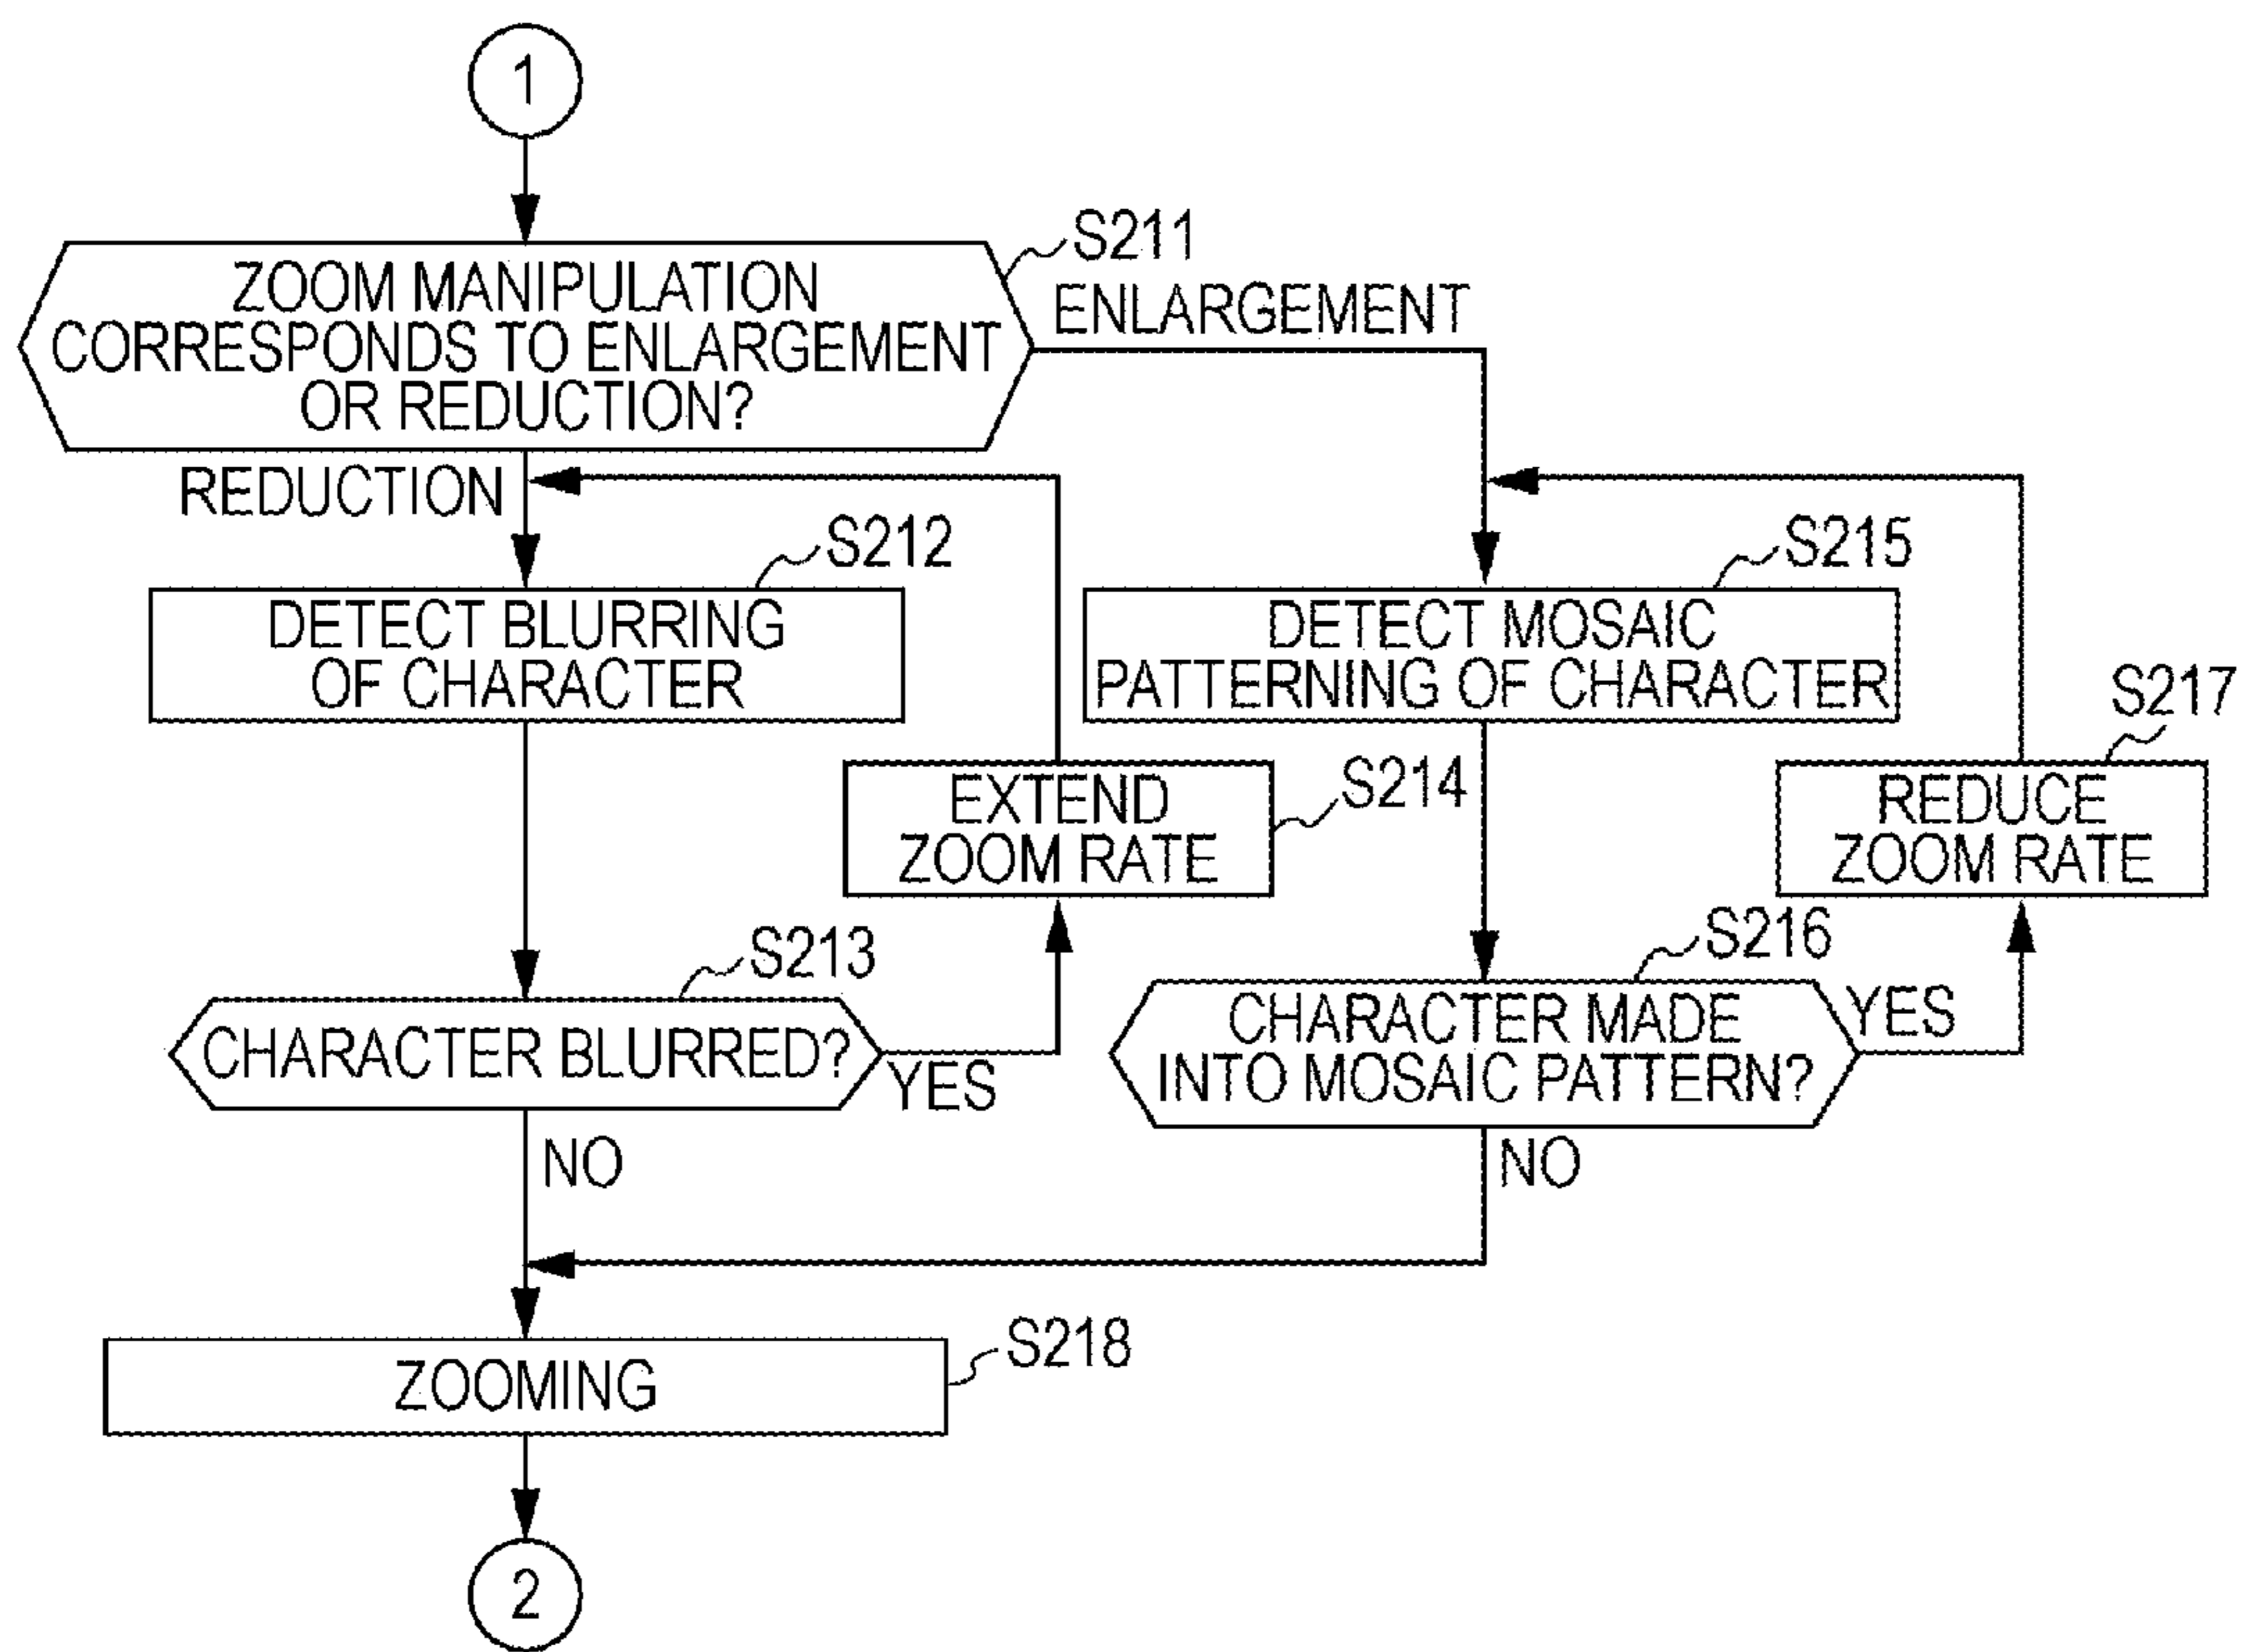 1
S211
ZOOM MANIPULATION
CORRESPONDS TO ENLARGEMENT
OR REDUCTION?
ENLARGEMENT
REDUCTION
S212
DETECT BLURRING
OF CHARACTER
S215
DETECT MOSAIC
PATTERNING OF CHARACTER
S214
EXTEND
ZOOM RATE
S217
REDUCE
ZOOM RATE
S213
CHARACTER BLURRED?
YES
NO
S216
CHARACTER MADE
INTO MOSAIC PATTERN?
YES
NO
S218
ZOOMING
2